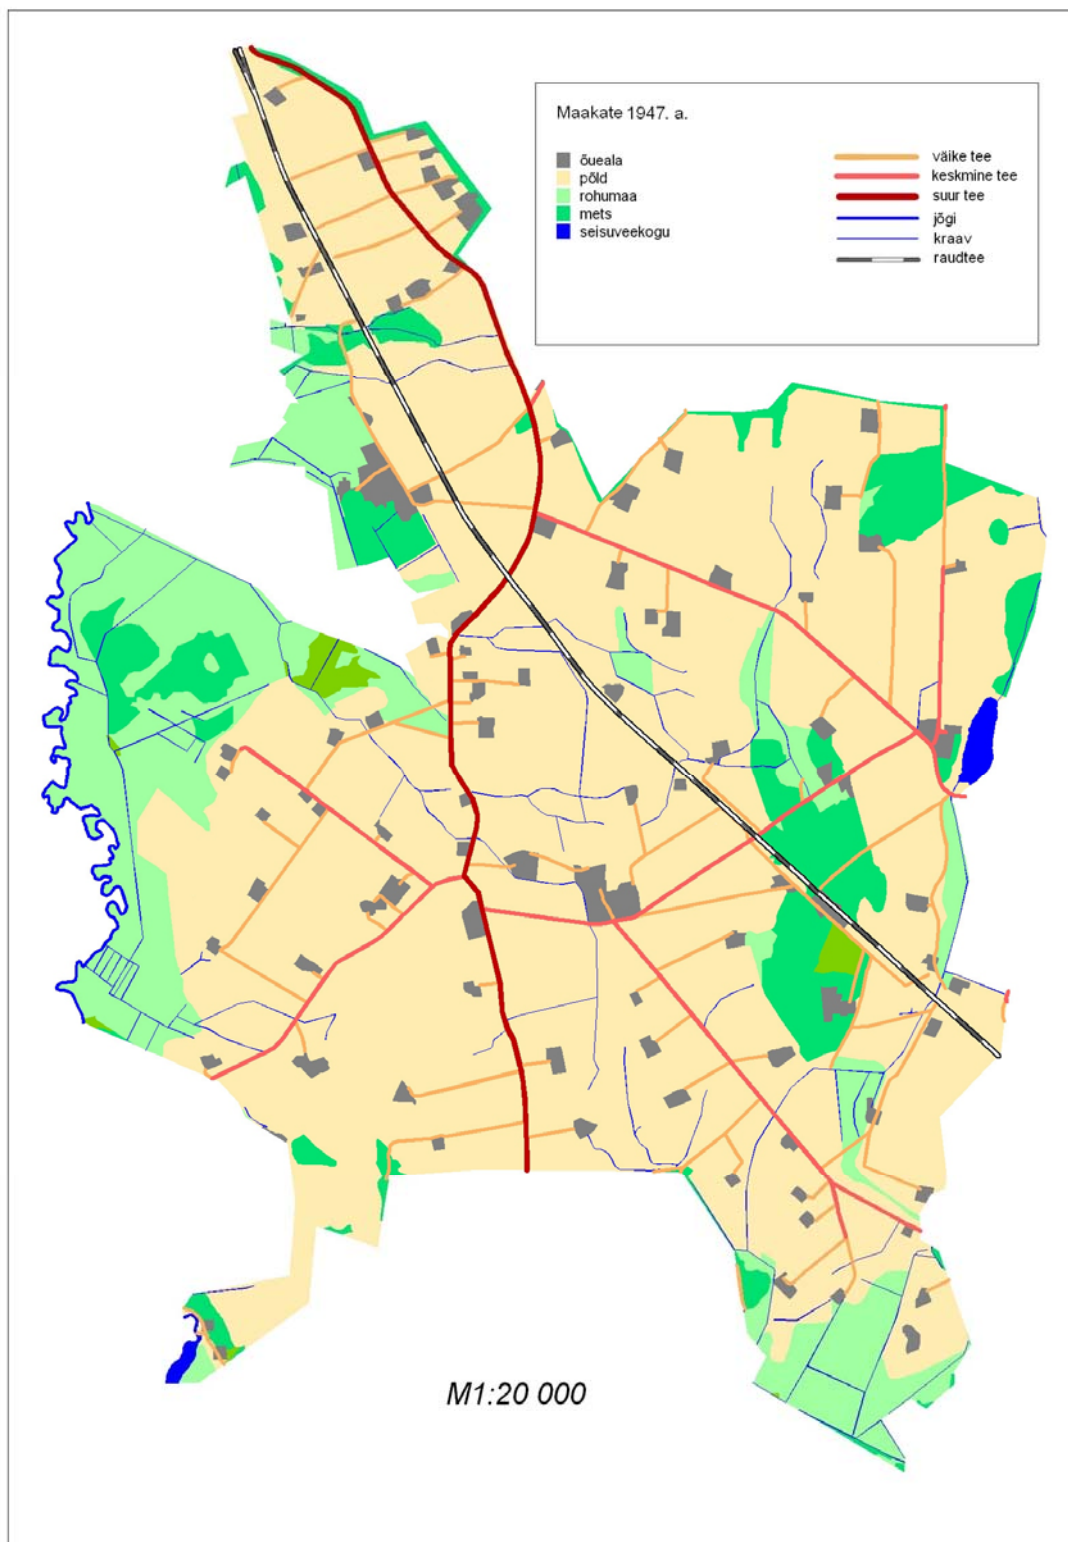 Maakate 1947. a.
õueala
põld
rohumaa
mets
seisuveekogu
väike tee
keskmine tee
suur tee
jõgi
kraav
raudtee
M1:20 000